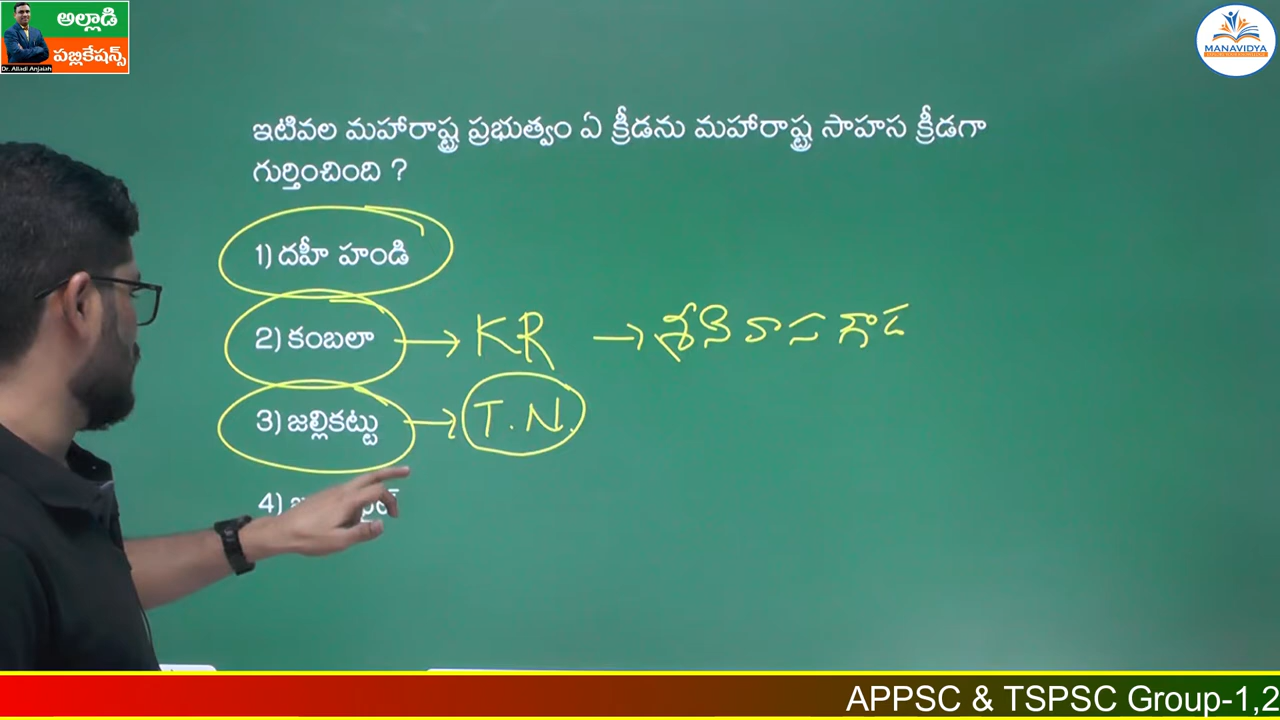 అల్లాడి
పబ్లికేషన్స్
Dr. Alladi Anjaiah
MANAVIDYA
ఇటీవల మహారాష్ట్ర ప్రభుత్వం ఏ క్రీడను మహారాష్ట్ర సాహస క్రీడగా
గుర్తించింది ?
1) దహీ హండి
2) కంబలా → KR → శ్రీనివాస గౌడ
3) జల్లికట్టు → T.N.
4)
APPSC & TSPSC Group-1,2